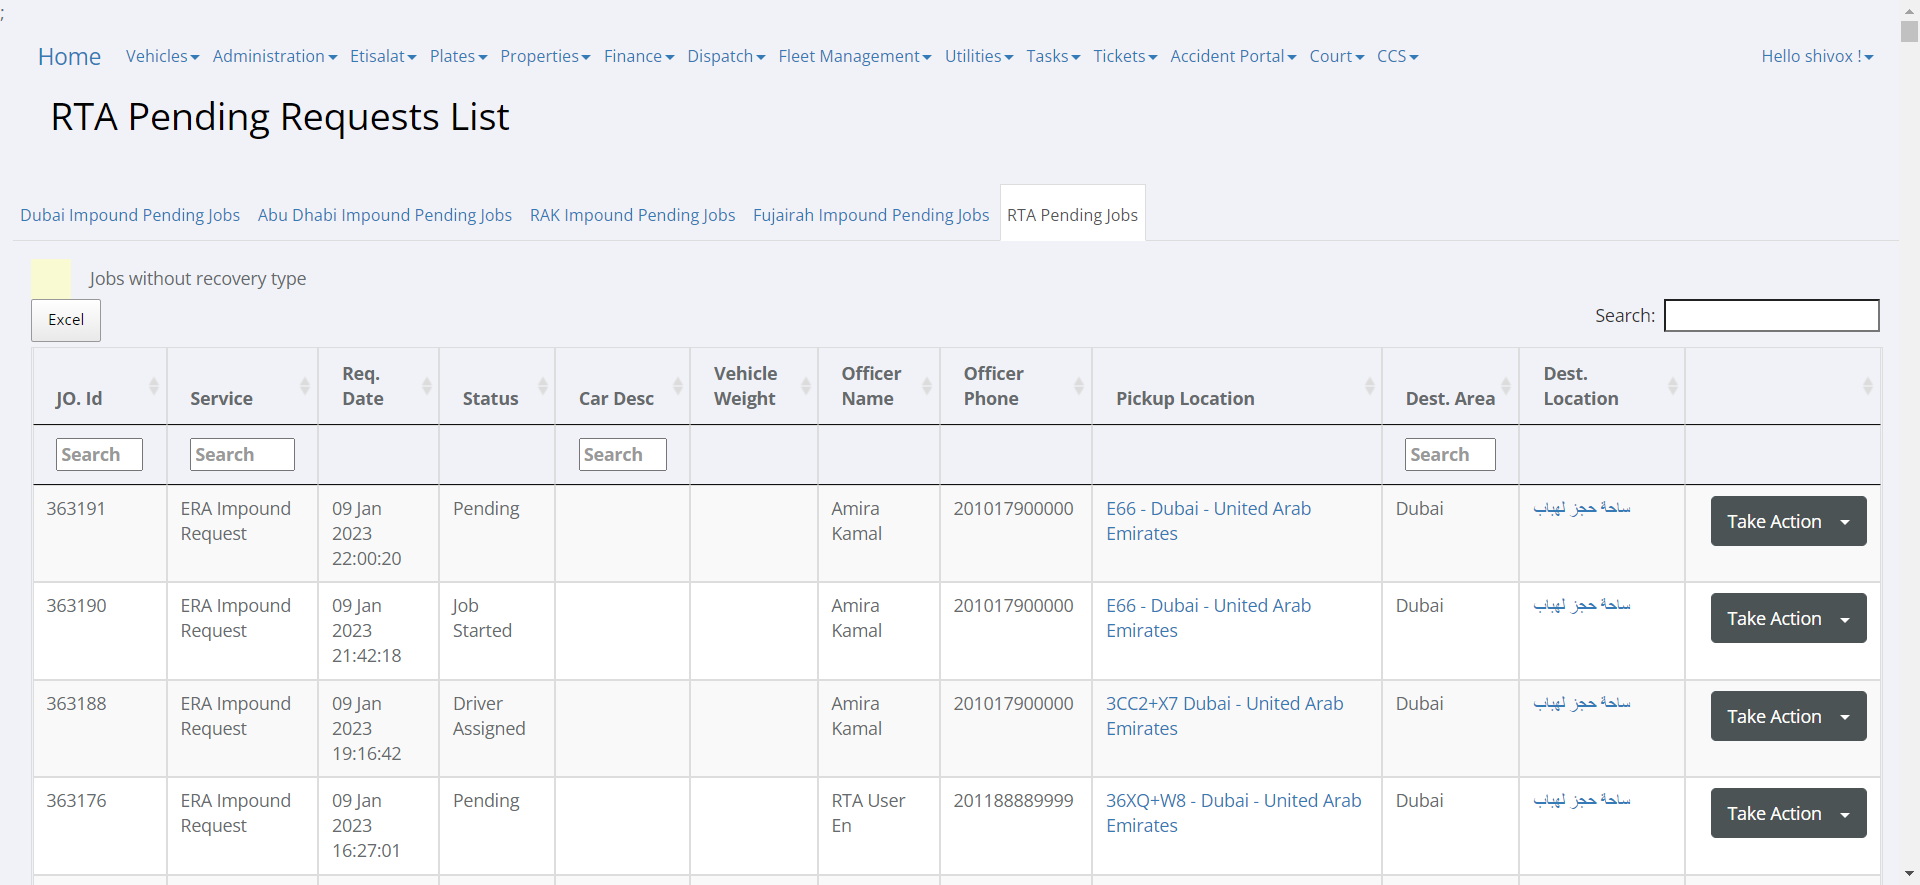 ;
Home Vehicles Administration Etisalat Plates Properties Finance Dispatch Fleet Management Utilities Tasks Tickets Accident Portal Court CCS Hello shivox !
RTA Pending Requests List
Dubai Impound Pending Jobs Abu Dhabi Impound Pending Jobs RAK Impound Pending Jobs Fujairah Impound Pending Jobs RTA Pending Jobs
Jobs without recovery type
Excel
Search:
JO. Id Service Req. Date Status Car Desc Vehicle Weight Officer Name Officer Phone Pickup Location Dest. Area Dest. Location
Search Search Search Search
363191 ERA Impound Request 09 Jan 2023 22:00:20 Pending Amira Kamal 201017900000 E66 - Dubai - United Arab Emirates Dubai ساحة حجز لهباب Take Action
363190 ERA Impound Request 09 Jan 2023 21:42:18 Job Started Amira Kamal 201017900000 E66 - Dubai - United Arab Emirates Dubai ساحة حجز لهباب Take Action
363188 ERA Impound Request 09 Jan 2023 19:16:42 Driver Assigned Amira Kamal 201017900000 3CC2+X7 Dubai - United Arab Emirates Dubai ساحة حجز لهباب Take Action
363176 ERA Impound Request 09 Jan 2023 16:27:01 Pending RTA User En 201188889999 36XQ+W8 - Dubai - United Arab Emirates Dubai ساحة حجز لهباب Take Action